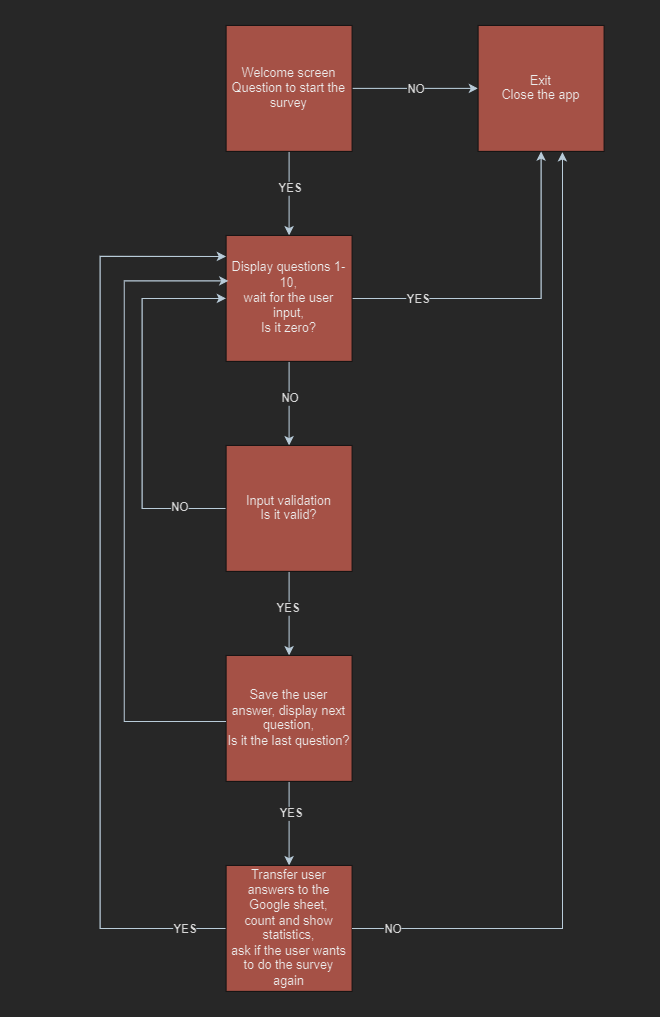 Welcome screen
Question to start the
survey
NO
Exit
Close the app
YES
Display questions 1-
10,
wait for the user
input,
Is it zero?
YES
NO
Input validation
Is it valid?
NO
YES
Save the user
answer, display next
question,
Is it the last question?
YES
Transfer user
answers to the
Google sheet,
count and show
statistics,
ask if the user wants
to do the survey
again
YES
NO